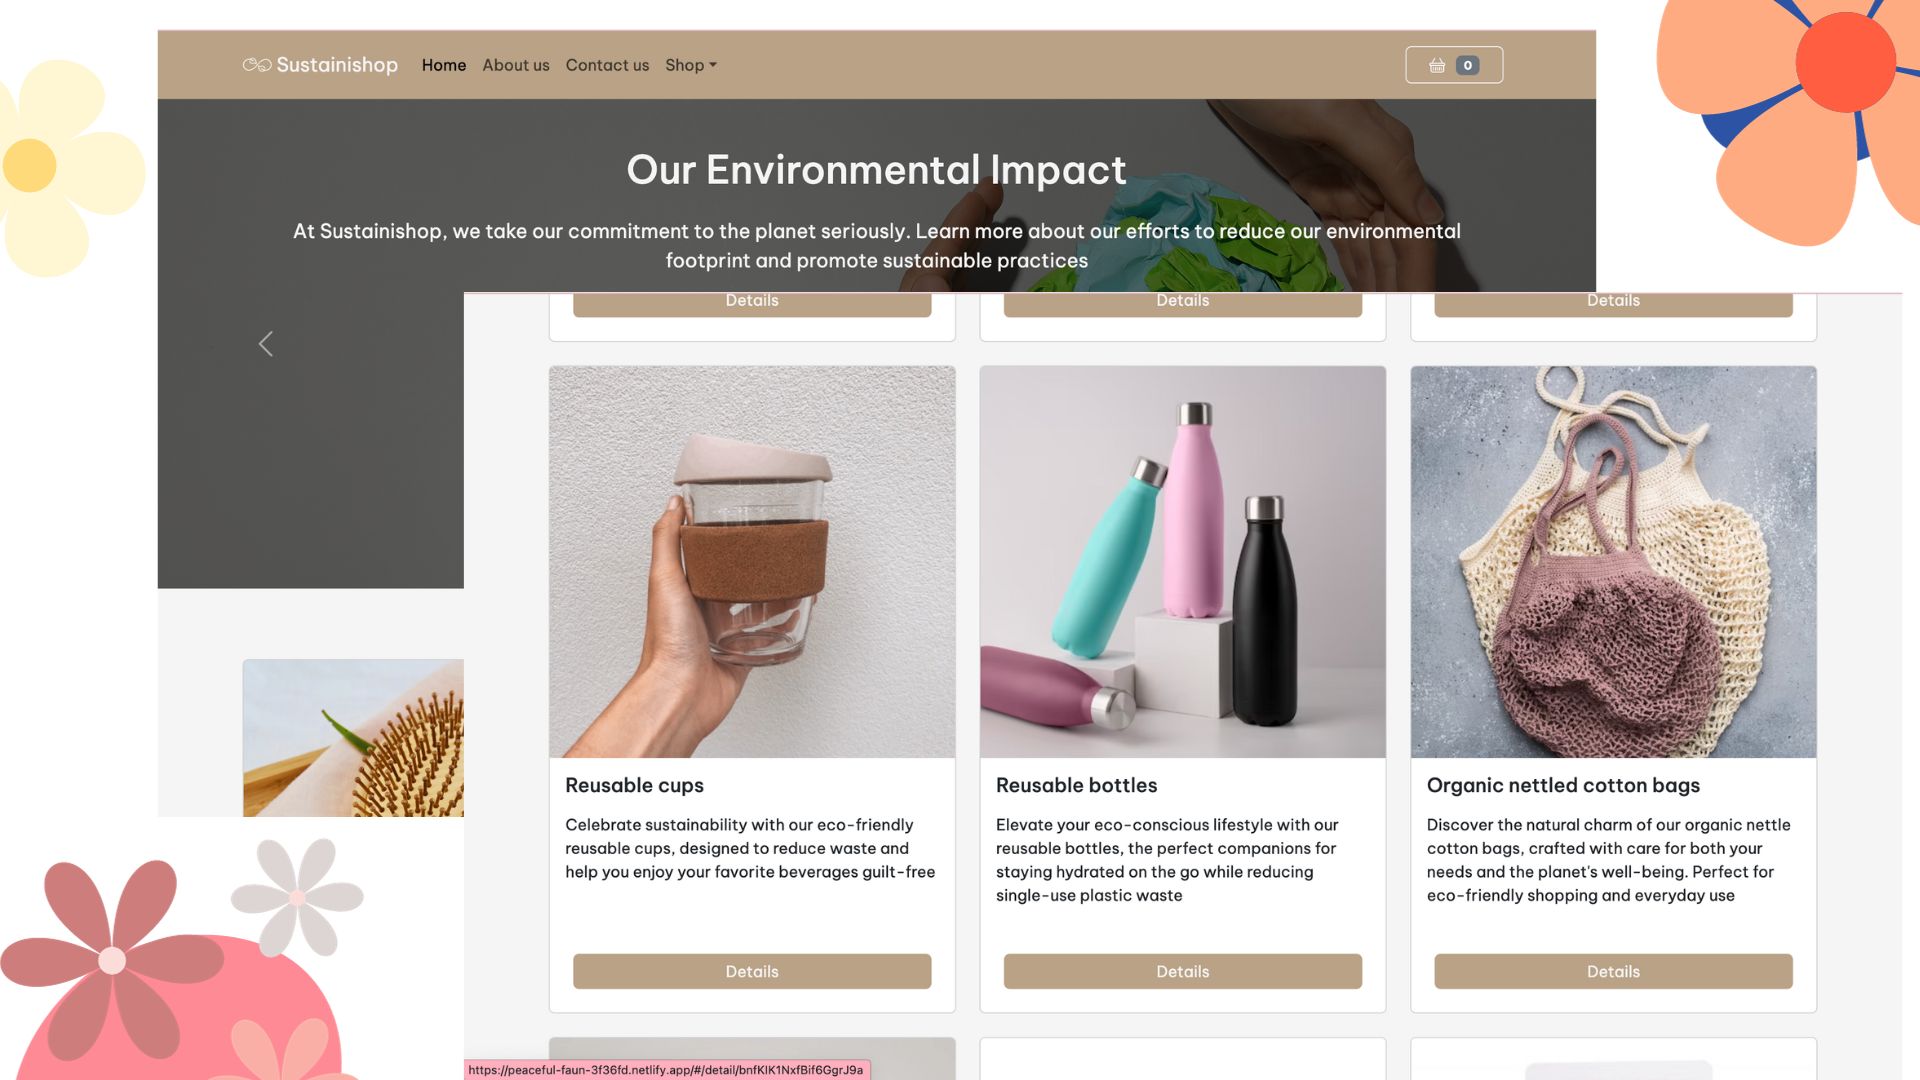 Sustainishop Home About us Contact us Shop 0
Our Environmental Impact
At Sustainishop, we take our commitment to the planet seriously. Learn more about our efforts to reduce our environmental
footprint and promote sustainable practices
Details Details Details
Reusable cups
Celebrate sustainability with our eco-friendly
reusable cups, designed to reduce waste and
help you enjoy your favorite beverages guilt-free
Details
Reusable bottles
Elevate your eco-conscious lifestyle with our
reusable bottles, the perfect companions for
staying hydrated on the go while reducing
single-use plastic waste
Details
Organic nettled cotton bags
Discover the natural charm of our organic nettle
cotton bags, crafted with care for both your
needs and the planet's well-being. Perfect for
eco-friendly shopping and everyday use
Details
https://peaceful-faun-3f36fd.netlify.app/#/detail/bnfKlK1NxfBif6GgrJ9a